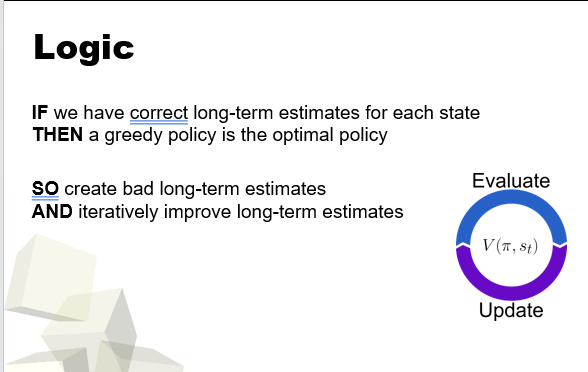 Logic
IF we have correct long-term estimates for each state
THEN a greedy policy is the optimal policy
SO create bad long-term estimates
AND iteratively improve long-term estimates
Evaluate
V(π, s_t)
Update